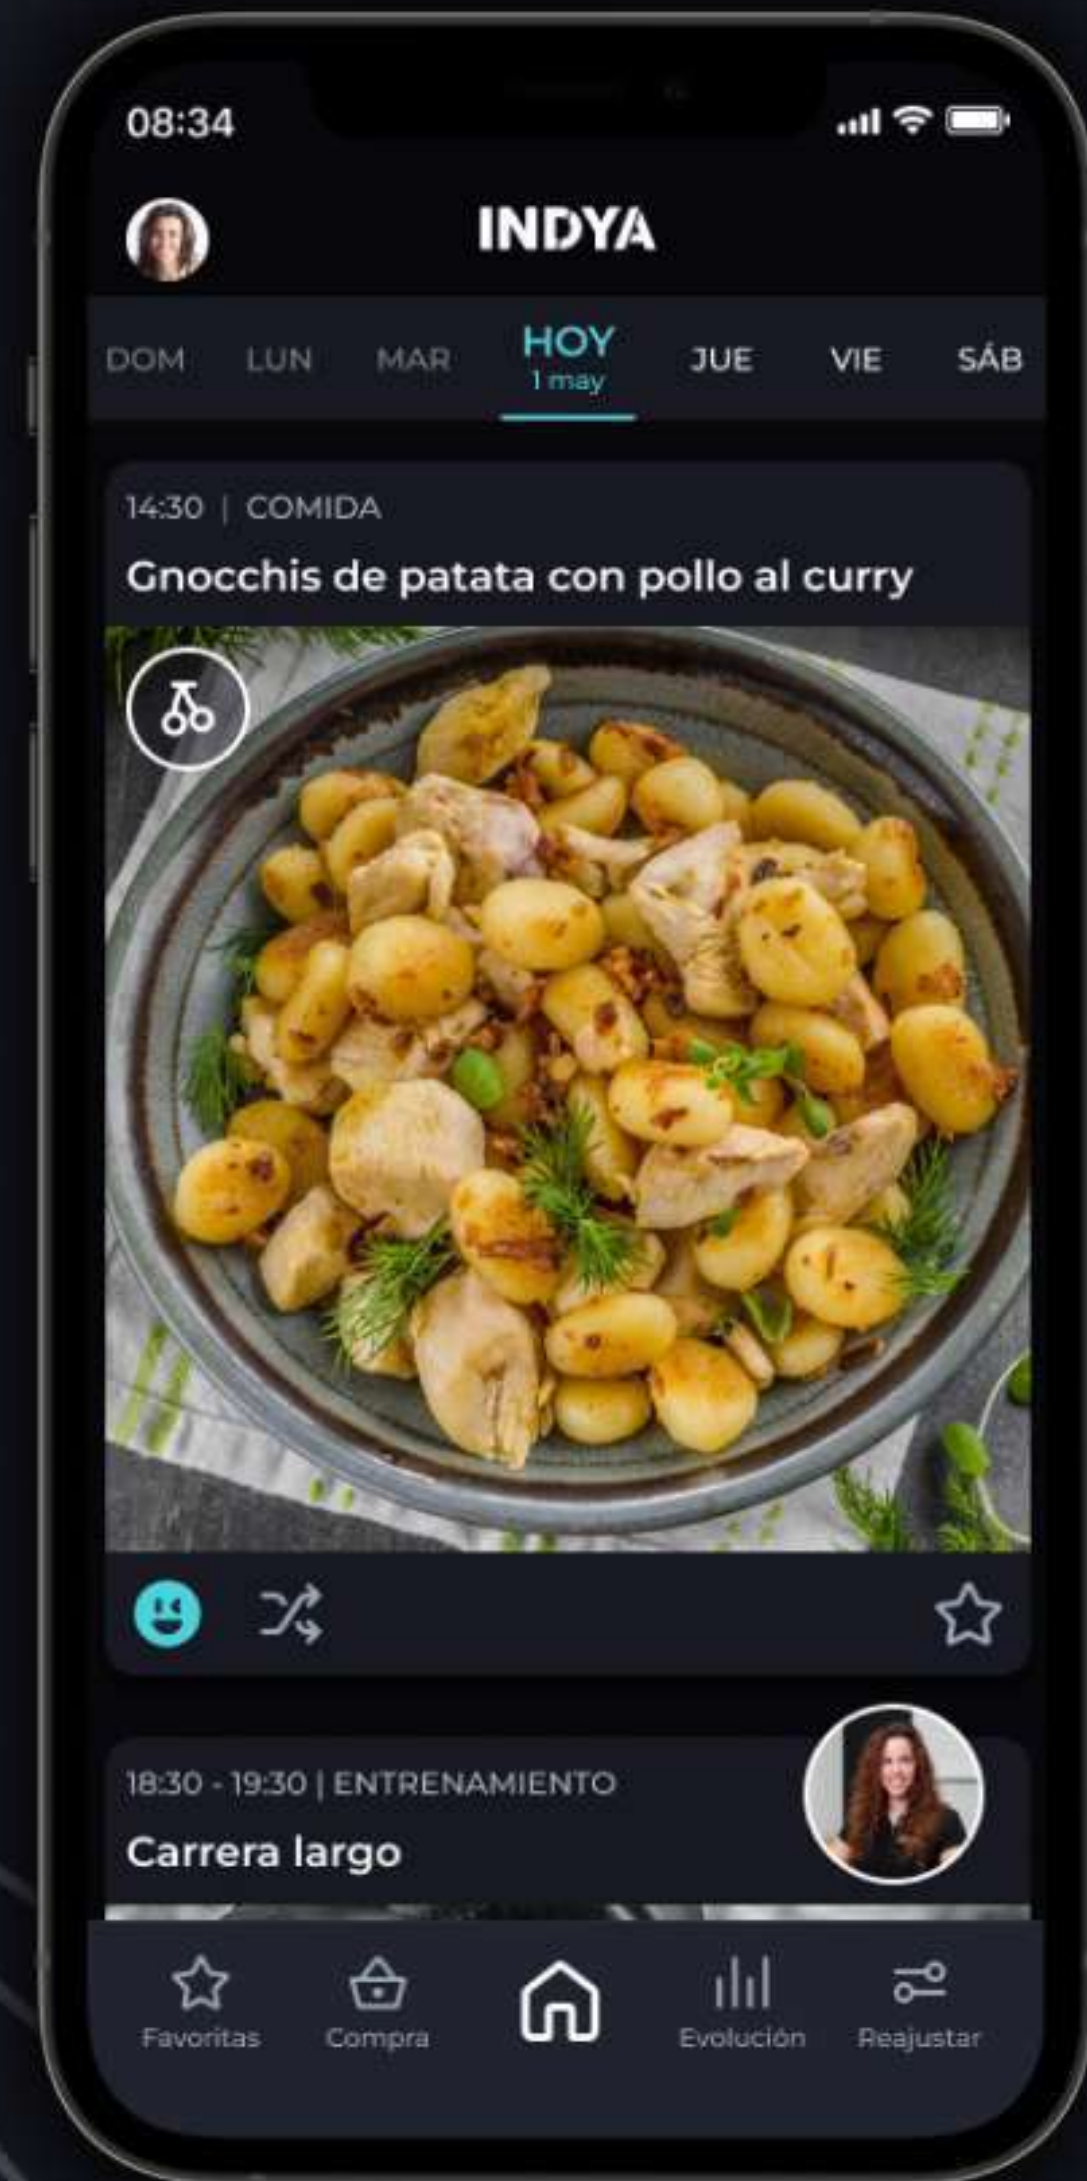 08:34
INDYA
DOM LUN MAR HOY JUE VIE SÁB
1 may
14:30 | COMIDA
Gnocchis de patata con pollo al curry
18:30 - 19:30 | ENTRENAMIENTO
Carrera largo
Favoritas Compra Evolución Reajustar